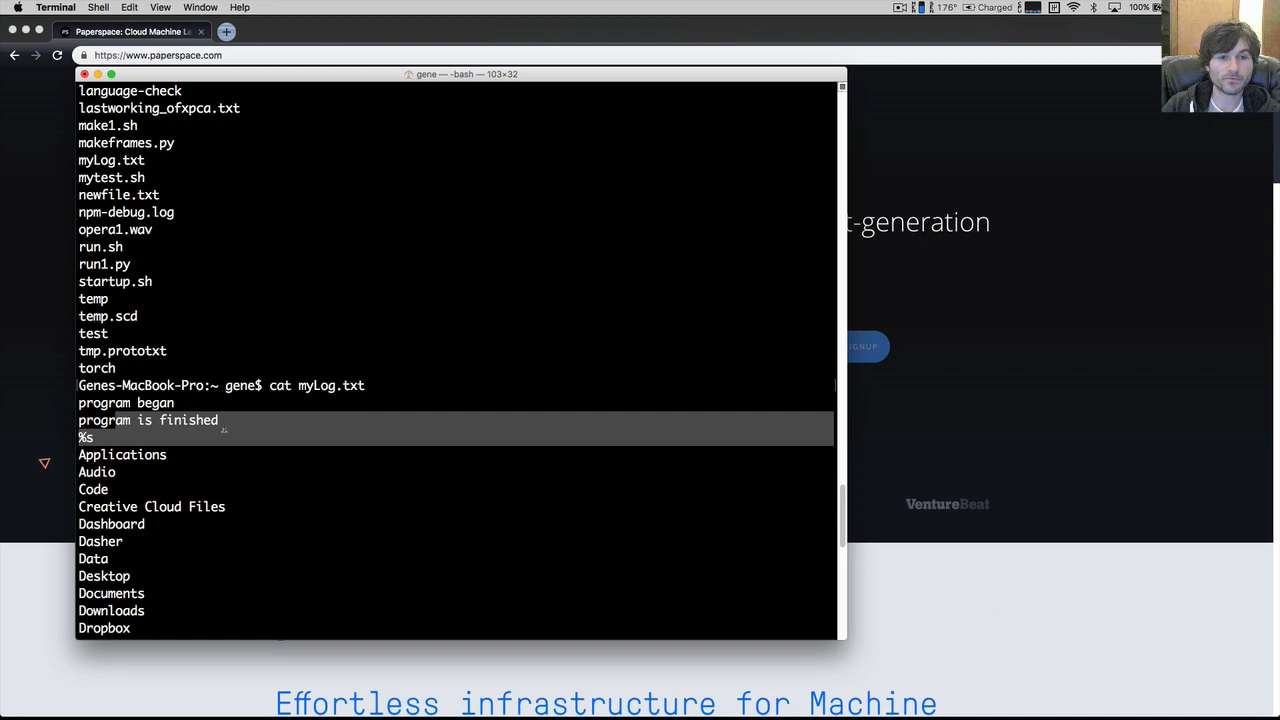 Terminal Shell Edit View Window Help
176° Charged 100%
Paperspace: Cloud Machine Le
https://www.paperspace.com
gene — -bash — 103×32
language-check
lastworking_ofxpca.txt
make1.sh
makeframes.py
myLog.txt
mytest.sh
newfile.txt
npm-debug.log
opera1.wav
run.sh
run1.py
startup.sh
temp
temp.scd
test
tmp.prototxt
torch
Genes-MacBook-Pro:~ gene$ cat myLog.txt
program began
program is finished
%s
Applications
Audio
Code
Creative Cloud Files
Dashboard
Dasher
Data
Desktop
Documents
Downloads
Dropbox
t-generation
IGNUP
VentureBeat
Effortless infrastructure for Machine